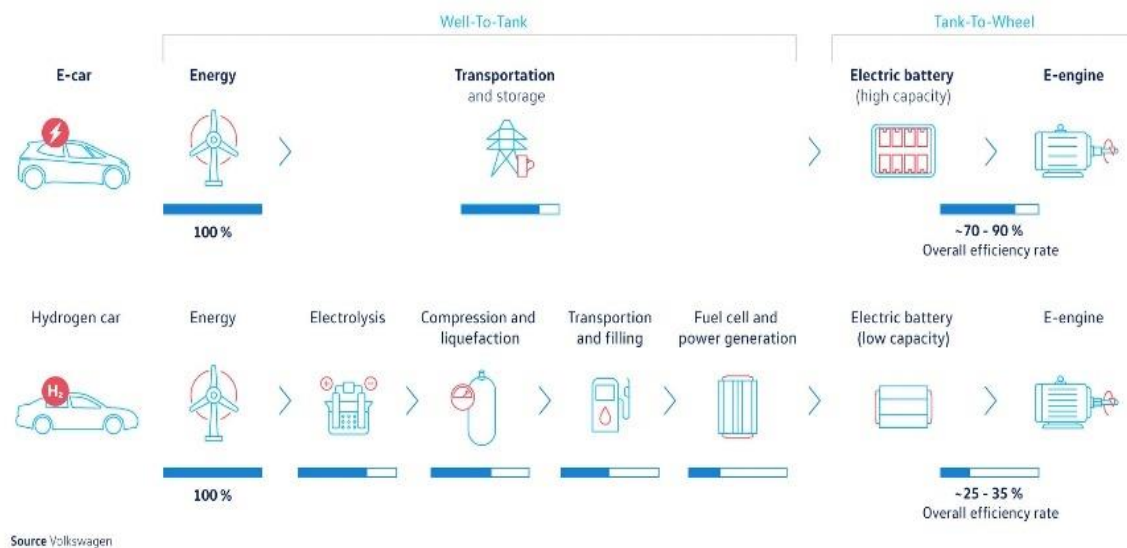 Well-To-Tank
Tank-To-Wheel
E-car
Energy
Transportation
and storage
Electric battery
(high capacity)
E-engine
100 %
~70 - 90 %
Overall efficiency rate
Hydrogen car
Energy
Electrolysis
Compression and
liquefaction
Transportion
and filling
Fuel cell and
power generation
Electric battery
(low capacity)
E-engine
H₂
100 %
~25 - 35 %
Overall efficiency rate
Source Volkswagen